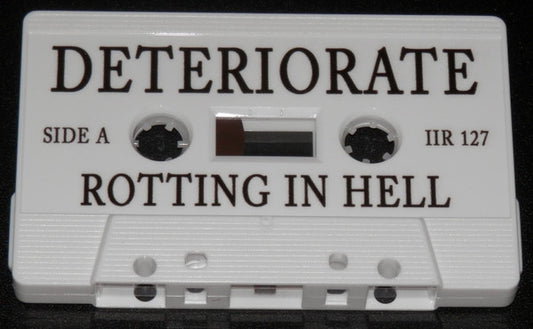 DETERIORATE
SIDE A IIR 127
ROTTING IN HELL